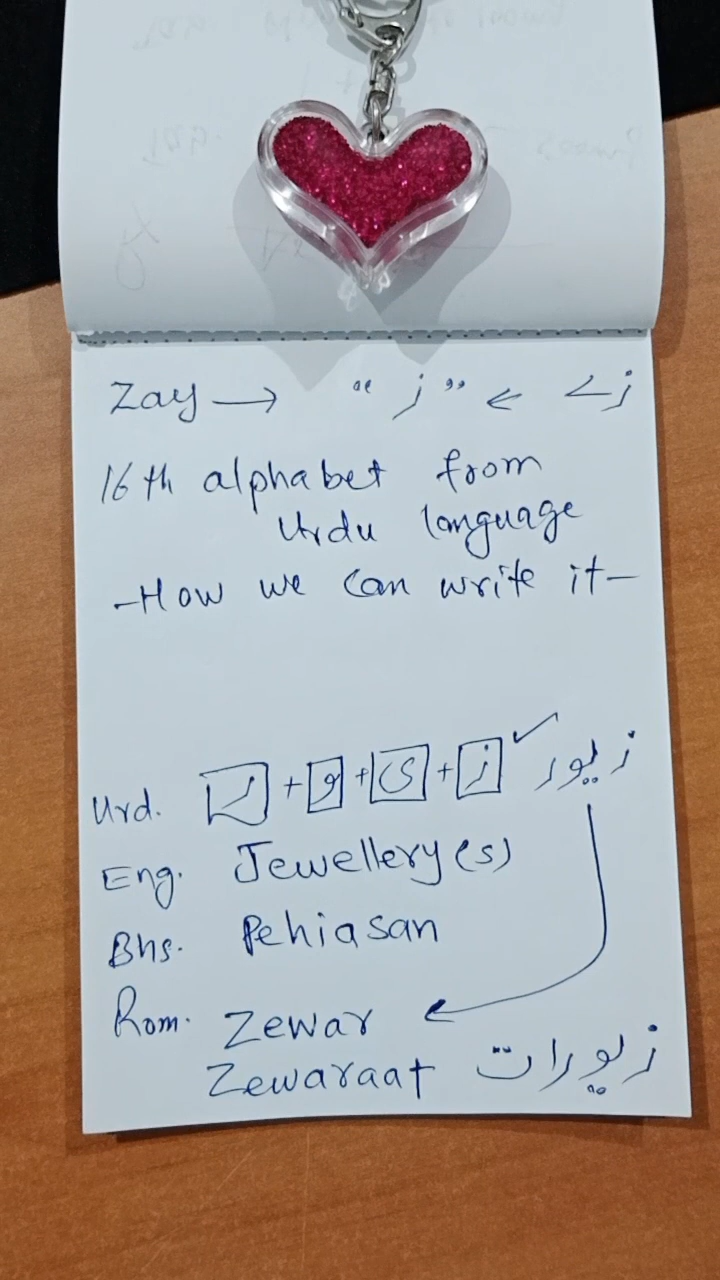 Zay → “ ز ” ← زے
16th alphabet from
Urdu language
-How we can write it-
Urd. ر + و + ی + ز ✓ زیور
Eng. Jewellery(s)
Bhs. Pehiasan
Rom. Zewar
Zewaraat زیورات